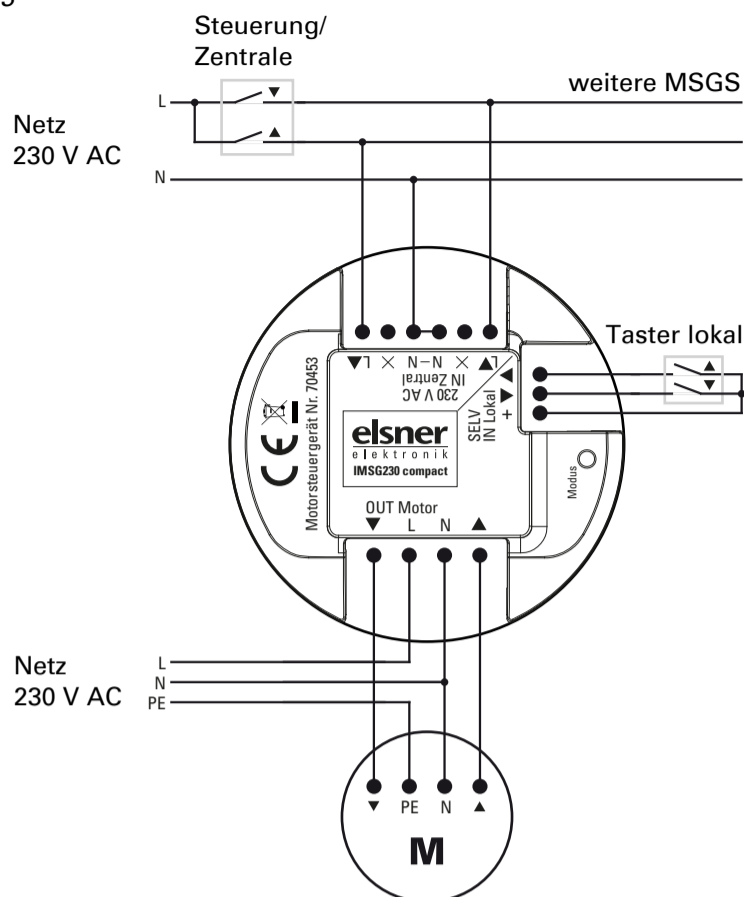 Steuerung/
Zentrale
weitere MSGS
L
Netz
230 V AC
N
L▲ × N–N × L▼
IN Zentral
230 V AC
Taster lokal
▲
▼
SELV
IN Lokal
+ ▼ ▲
Motorsteuergerät Nr. 70453
CE
elsner
elektronik
IMSG230 compact
Modus
OUT Motor
▼ L N ▲
Netz
230 V AC
L
N
PE
▼ PE N ▲
M